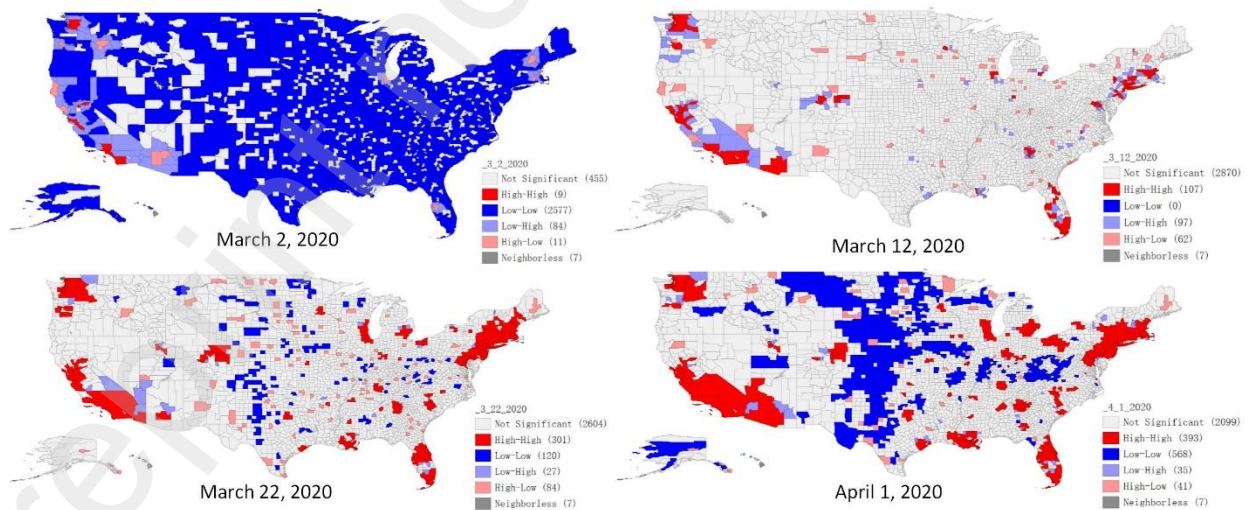 _3_2_2020
Not Significant (455)
High-High (9)
Low-Low (2577)
Low-High (84)
High-Low (11)
Neighborless (7)
March 2, 2020
_3_12_2020
Not Significant (2870)
High-High (107)
Low-Low (0)
Low-High (97)
High-Low (62)
Neighborless (7)
March 12, 2020
_3_22_2020
Not Significant (2604)
High-High (301)
Low-Low (120)
Low-High (27)
High-Low (84)
Neighborless (7)
March 22, 2020
_4_1_2020
Not Significant (2099)
High-High (393)
Low-Low (568)
Low-High (35)
High-Low (41)
Neighborless (7)
April 1, 2020